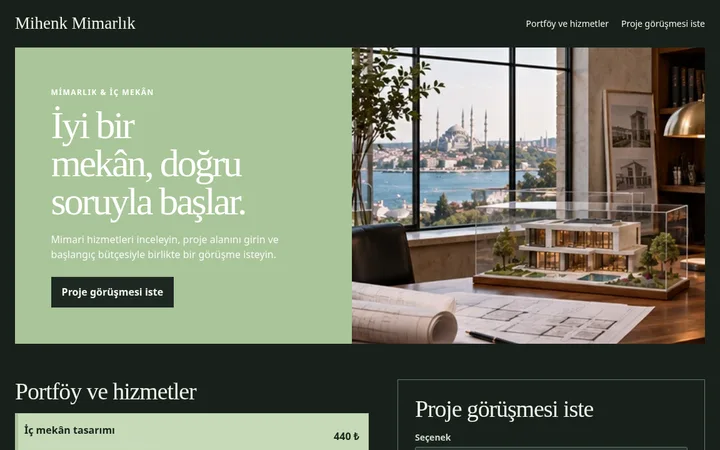 Mihenk Mimarlık
Portföy ve hizmetler
Proje görüşmesi iste
MİMARLIK & İÇ MEKÂN
İyi bir
mekân, doğru
soruyla başlar.
Mimari hizmetleri inceleyin, proje alanını girin ve
başlangıç bütçesiyle birlikte bir görüşme isteyin.
Proje görüşmesi iste
Portföy ve hizmetler
İç mekân tasarımı
440 ₺
Proje görüşmesi iste
Seçenek